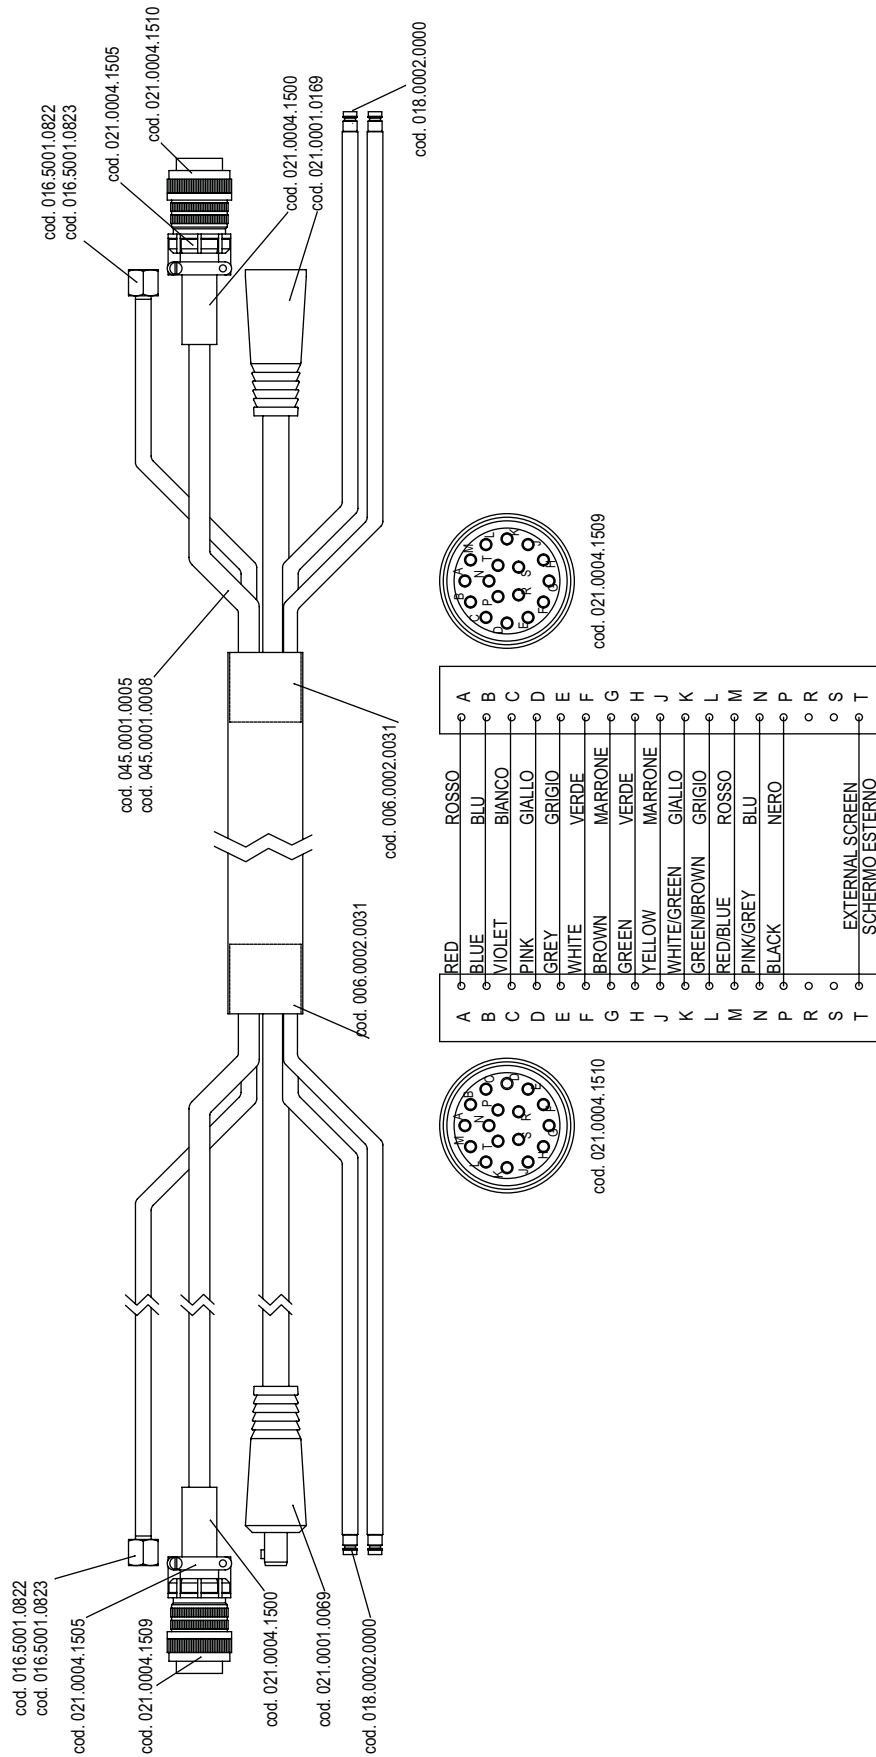 cod. 016.5001.0822
cod. 016.5001.0823
cod. 021.0004.1505
cod. 021.0004.1509
cod. 021.0004.1500
cod. 021.0001.0069
cod. 018.0002.0000
cod. 006.0002.0031
cod. 006.0002.0031
cod. 045.0001.0005
cod. 045.0001.0008
cod. 016.5001.0822
cod. 016.5001.0823
cod. 021.0004.1505
cod. 021.0004.1510
cod. 021.0004.1500
cod. 021.0001.0169
cod. 018.0002.0000
A B C D E F G H J K L M N P R S T
cod. 021.0004.1510
A B C D E F G H J K L M N P R S T
cod. 021.0004.1509
A RED ROSSO A
B BLUE BLU B
C VIOLET BIANCO C
D PINK GIALLO D
E GREY GRIGIO E
F WHITE VERDE F
G BROWN MARRONE G
H GREEN VERDE H
J YELLOW MARRONE J
K WHITE/GREEN GIALLO K
L GREEN/BROWN GRIGIO L
M RED/BLUE ROSSO M
N PINK/GREY BLU N
P BLACK NERO P
R R
S S
T EXTERNAL SCREEN T
SCHERMO ESTERNO